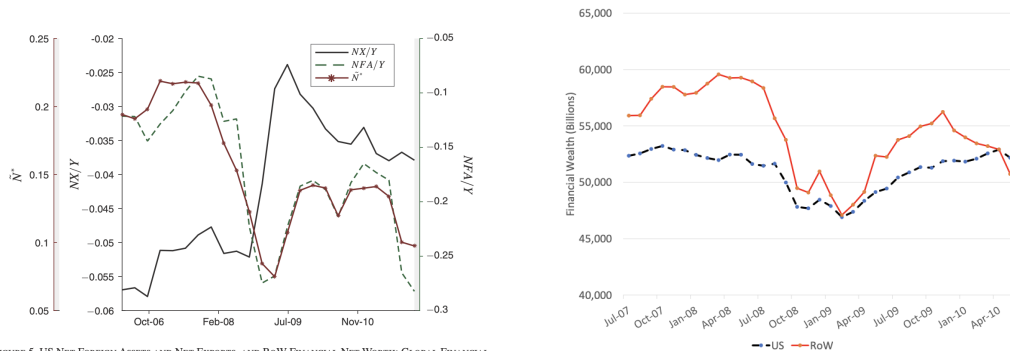 0.25
0.2
0.15
0.1
0.05
Ñ*
-0.02
-0.025
-0.03
-0.035
-0.04
-0.045
-0.05
-0.055
-0.06
NX/Y
NX/Y
NFA/Y
Ñ*
−0.05
−0.1
−0.15
−0.2
−0.25
−0.3
NFA/Y
Oct-06
Feb-08
Jul-09
Nov-10
65,000
60,000
55,000
50,000
45,000
40,000
Financial Wealth (Billions)
Jul-07
Oct-07
Jan-08
Apr-08
Jul-08
Oct-08
Jan-09
Apr-09
Jul-09
Oct-09
Jan-10
Apr-10
US
RoW